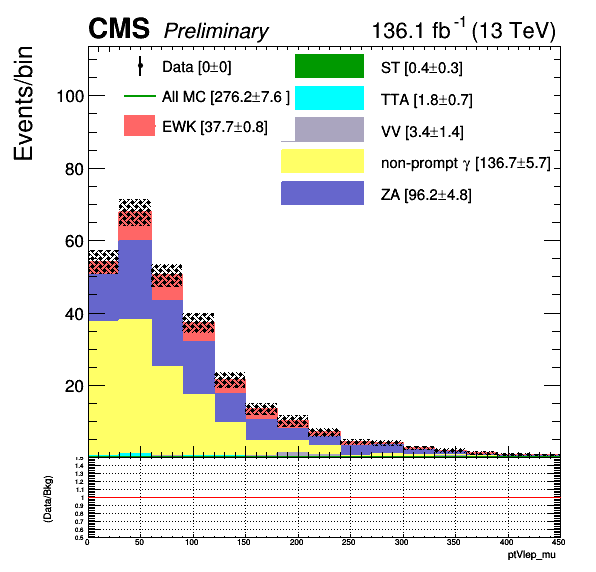 CMS Preliminary 136.1 fb⁻¹ (13 TeV)
Events/bin
Data [0±0]
All MC [276.2±7.6 ]
EWK [37.7±0.8]
ST [0.4±0.3]
TTA [1.8±0.7]
VV [3.4±1.4]
non-prompt γ [136.7±5.7]
ZA [96.2±4.8]
100
80
60
40
20
(Data/Bkg)
1.5
1.4
1.3
1.2
1.1
1
0.9
0.8
0.7
0.6
0.5
0 50 100 150 200 250 300 350 400 450
ptVlep_mu